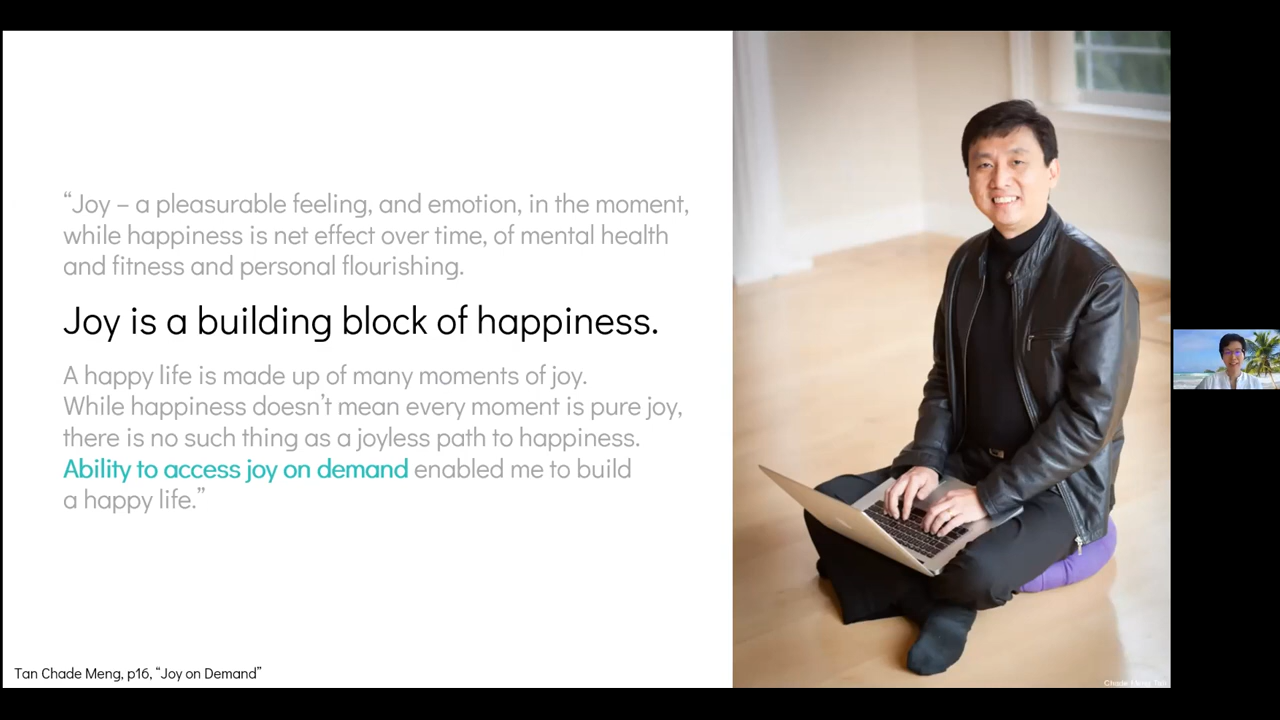 “Joy – a pleasurable feeling, and emotion, in the moment,
while happiness is net effect over time, of mental health
and fitness and personal flourishing.
Joy is a building block of happiness.
A happy life is made up of many moments of joy.
While happiness doesn’t mean every moment is pure joy,
there is no such thing as a joyless path to happiness.
Ability to access joy on demand enabled me to build
a happy life.”
Tan Chade Meng, p16, “Joy on Demand”
Chade-Meng Tan